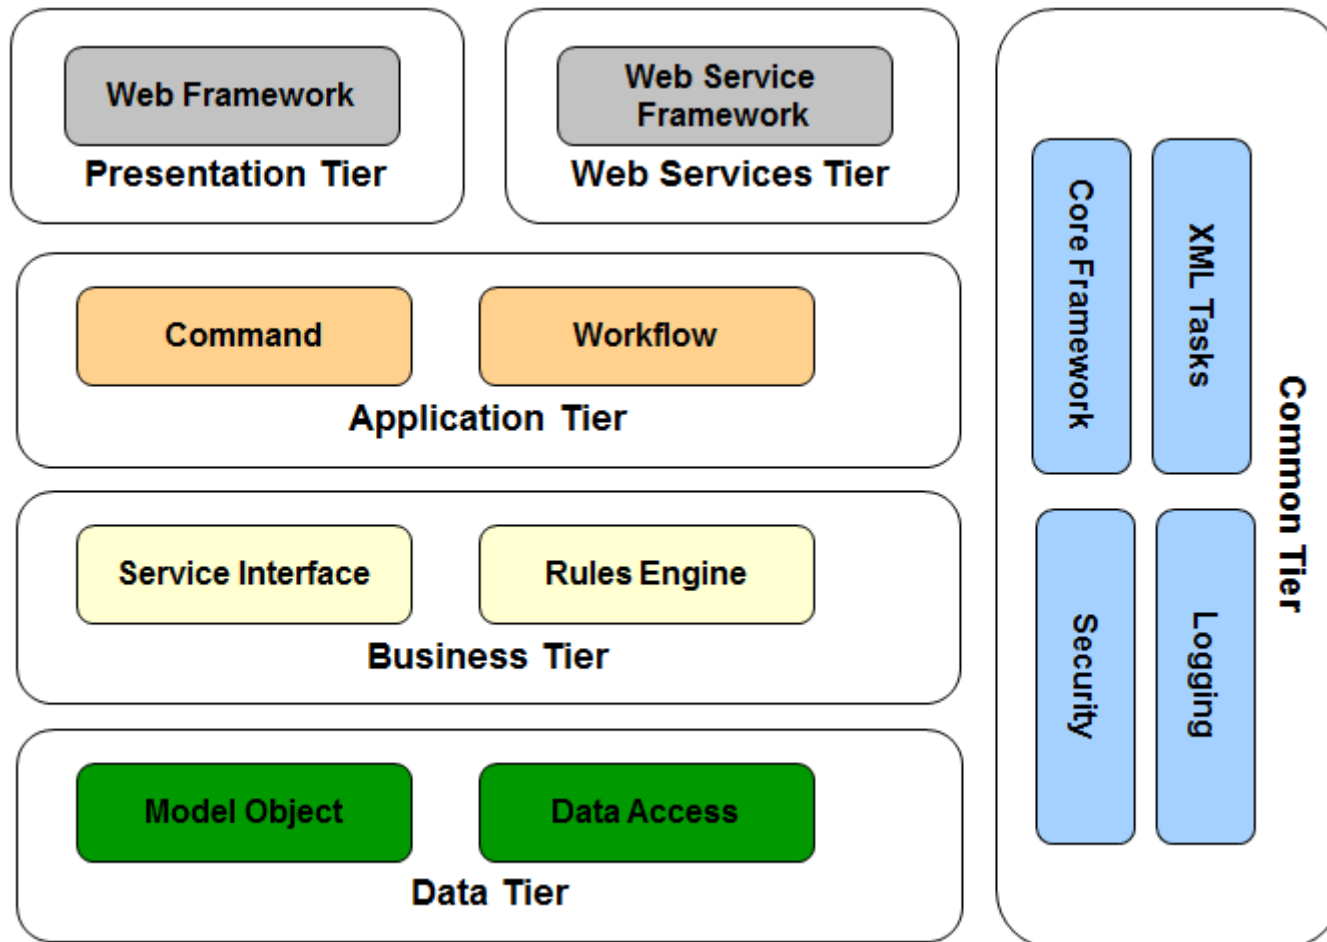 Web Framework
Presentation Tier
Web Service
Framework
Web Services Tier
Command
Workflow
Application Tier
Service Interface
Rules Engine
Business Tier
Model Object
Data Access
Data Tier
Core Framework
XML Tasks
Security
Logging
Common Tier